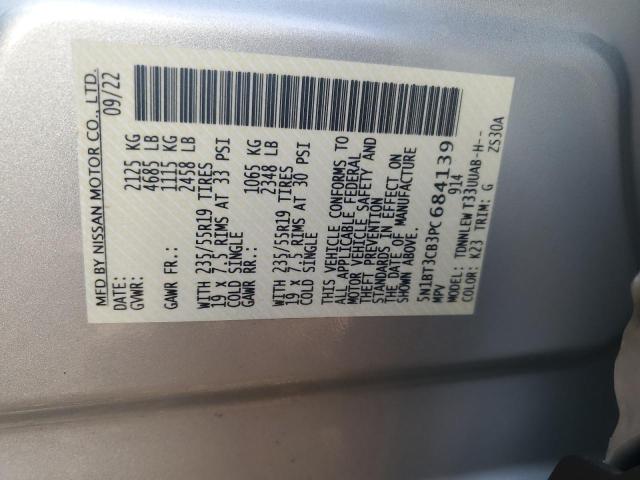 MFD BY NISSAN MOTOR CO., LTD.
DATE: 09/22
GVWR: 2125 KG
4685 LB
GAWR FR.: 1115 KG
2458 LB
WITH 235/55R19 TIRES
19 X 7.5 RIMS AT 33 PSI
COLD SINGLE
GAWR RR.: 1065 KG
2348 LB
WITH 235/55R19 TIRES
19 X 7.5 RIMS AT 30 PSI
COLD SINGLE
THIS VEHICLE CONFORMS TO
ALL APPLICABLE FEDERAL
MOTOR VEHICLE SAFETY AND
THEFT PREVENTION
STANDARDS IN EFFECT ON
THE DATE OF MANUFACTURE
SHOWN ABOVE.
5N1BT3CB3PC684139
MPV 914
MODEL: TDNNLEW T33UUAB-H--
COLOR: K23 TRIM: G ZS30A